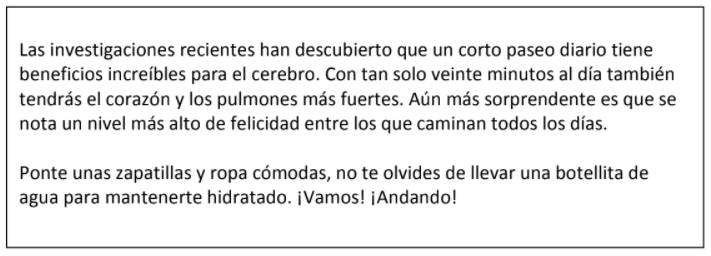 Las investigaciones recientes han descubierto que un corto paseo diario tiene
beneficios increíbles para el cerebro. Con tan solo veinte minutos al día también
tendrás el corazón y los pulmones más fuertes. Aún más sorprendente es que se
nota un nivel más alto de felicidad entre los que caminan todos los días.
Ponte unas zapatillas y ropa cómodas, no te olvides de llevar una botellita de
agua para mantenerte hidratado. ¡Vamos! ¡Andando!